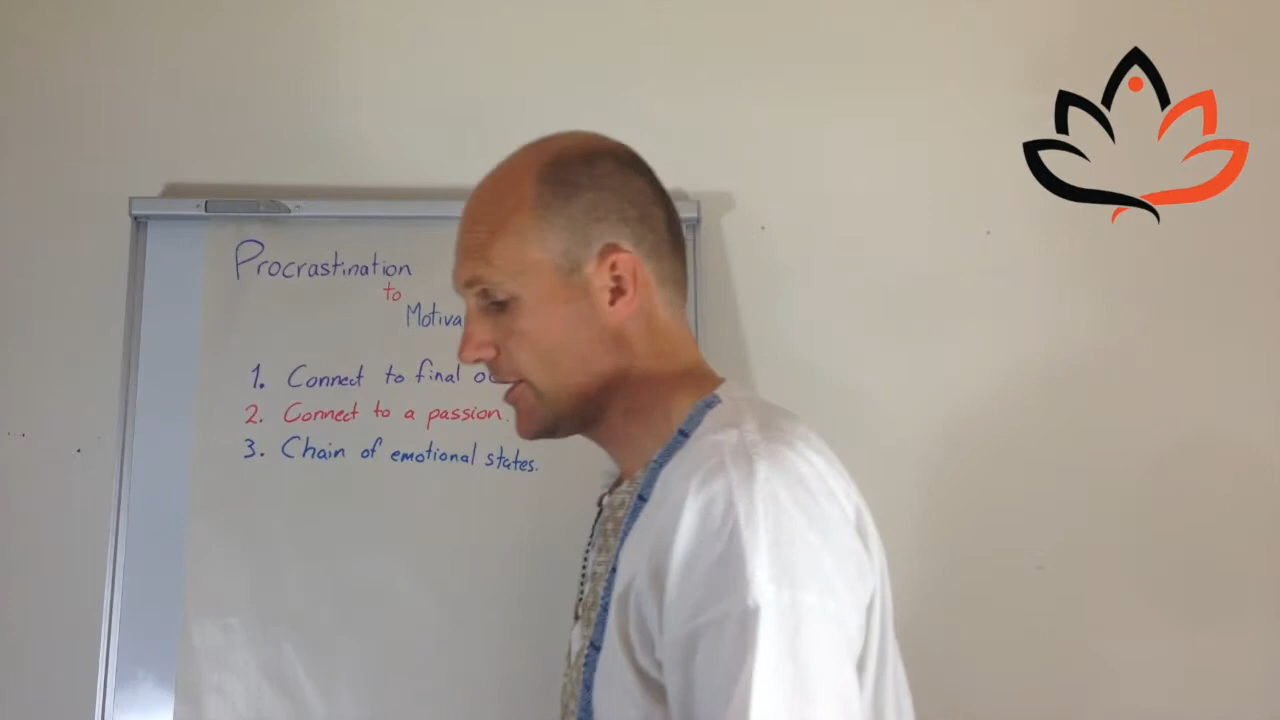 Procrastination
to
Motiva
1. Connect to final o
2. Connect to a passion.
3. Chain of emotional states.